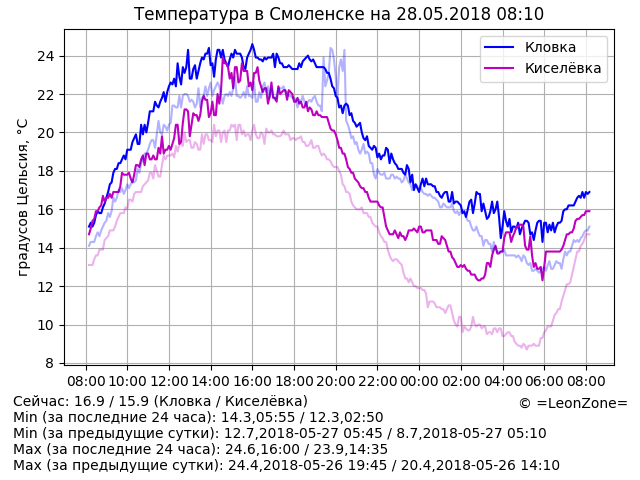 Температура в Смоленске на 28.05.2018 08:10
градусов Цельсия, °C
24
22
20
18
16
14
12
10
8
Кловка
Киселёвка
08:00 10:00 12:00 14:00 16:00 18:00 20:00 22:00 00:00 02:00 04:00 06:00 08:00
Сейчас: 16.9 / 15.9 (Кловка / Киселёвка)
© =LeonZone=
Min (за последние 24 часа): 14.3,05:55 / 12.3,02:50
Min (за предыдущие сутки): 12.7,2018-05-27 05:45 / 8.7,2018-05-27 05:10
Max (за последние 24 часа): 24.6,16:00 / 23.9,14:35
Max (за предыдущие сутки): 24.4,2018-05-26 19:45 / 20.4,2018-05-26 14:10